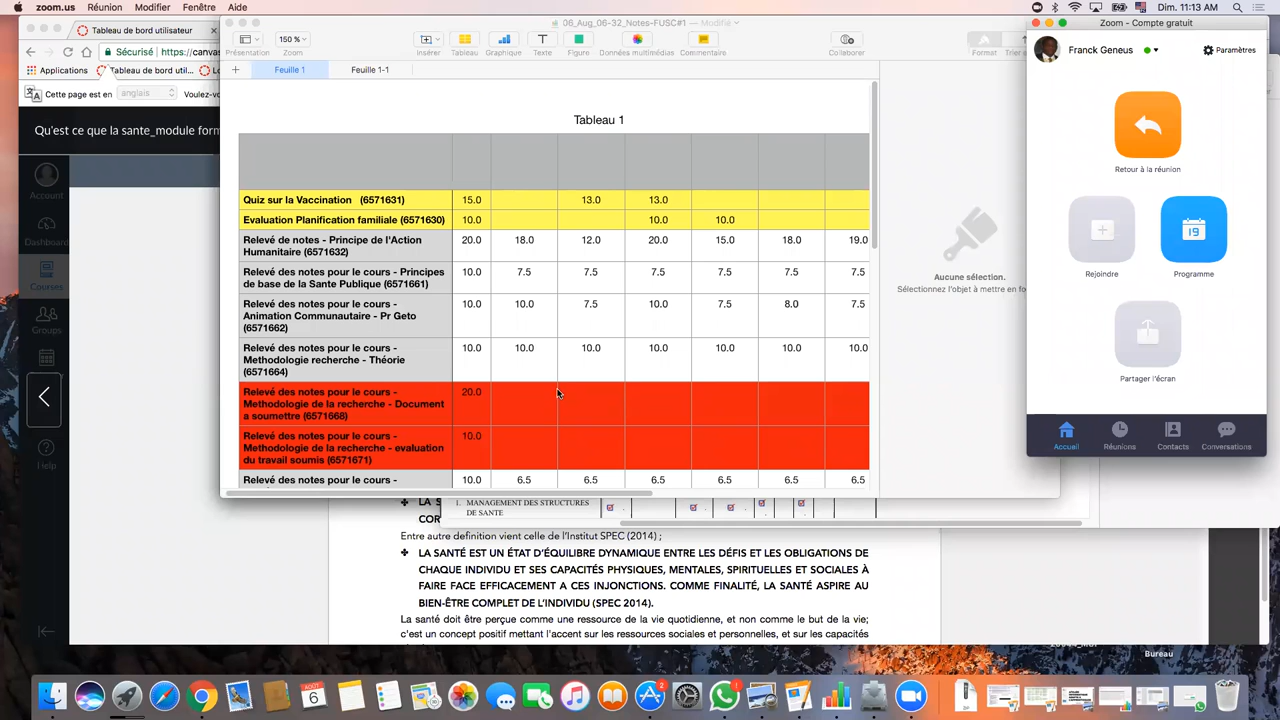 zoom.us Réunion Modifier Fenêtre Aide
Dim. 11:13 AM
Tableau de bord utilisateur
Sécurisé https://canvas
Applications Tableau de bord util...
Cette page est en anglais Voulez-vo
Qu'est ce que la sante_module form
Account
Dashboard
Courses
Groups
Help
06_Aug_06-32_Notes-FUSC#1 — Modifié
150 %
Présentation Zoom Insérer Tableau Graphique Texte Figure Données multimédias Commentaire Collaborer Format Trier
Feuille 1 Feuille 1-1
Tableau 1
Quiz sur la Vaccination (6571631) 15.0 13.0 13.0
Evaluation Planification familiale (6571630) 10.0 10.0 10.0
Relevé de notes - Principe de l'Action
Humanitaire (6571632)
20.0 18.0 12.0 20.0 15.0 18.0 19.0
Relevé des notes pour le cours - Principes
de base de la Sante Publique (6571661)
10.0 7.5 7.5 7.5 7.5 7.5 7.5
Relevé des notes pour le cours -
Animation Communautaire - Pr Geto
(6571662)
10.0 10.0 7.5 10.0 7.5 8.0 7.5
Relevé des notes pour le cours -
Methodologie recherche - Théorie
(6571664)
10.0 10.0 10.0 10.0 10.0 10.0 10.0
Relevé des notes pour le cours -
Methodologie de la recherche - Document
a soumettre (6571668)
20.0
Relevé des notes pour le cours -
Methodologie de la recherche - evaluation
du travail soumis (6571671)
10.0
Relevé des notes pour le cours - 10.0 6.5 6.5 6.5 6.5 6.5 6.5
Aucune sélection.
Sélectionnez l'objet à mettre en fo
Zoom - Compte gratuit
Franck Geneus
Paramètres
Retour à la réunion
19
Rejoindre Programme
Partager l'écran
Accueil Réunions Contacts Conversations
LA S
COR
1. MANAGEMENT DES STRUCTURES
DE SANTE
Entre autre definition vient celle de l'Institut SPEC (2014) ;
❖ LA SANTÉ EST UN ÉTAT D'ÉQUILIBRE DYNAMIQUE ENTRE LES DÉFIS ET LES OBLIGATIONS DE
CHAQUE INDIVIDU ET SES CAPACITÉS PHYSIQUES, MENTALES, SPIRITUELLES ET SOCIALES À
FAIRE FACE EFFICACEMENT A CES INJONCTIONS. COMME FINALITÉ, LA SANTÉ ASPIRE AU
BIEN-ÊTRE COMPLET DE L'INDIVIDU (SPEC 2014).
La santé doit être perçue comme une ressource de la vie quotidienne, et non comme le but de la vie;
c'est un concept positif mettant l'accent sur les ressources sociales et personnelles, et sur les capacités
Bureau
6
2